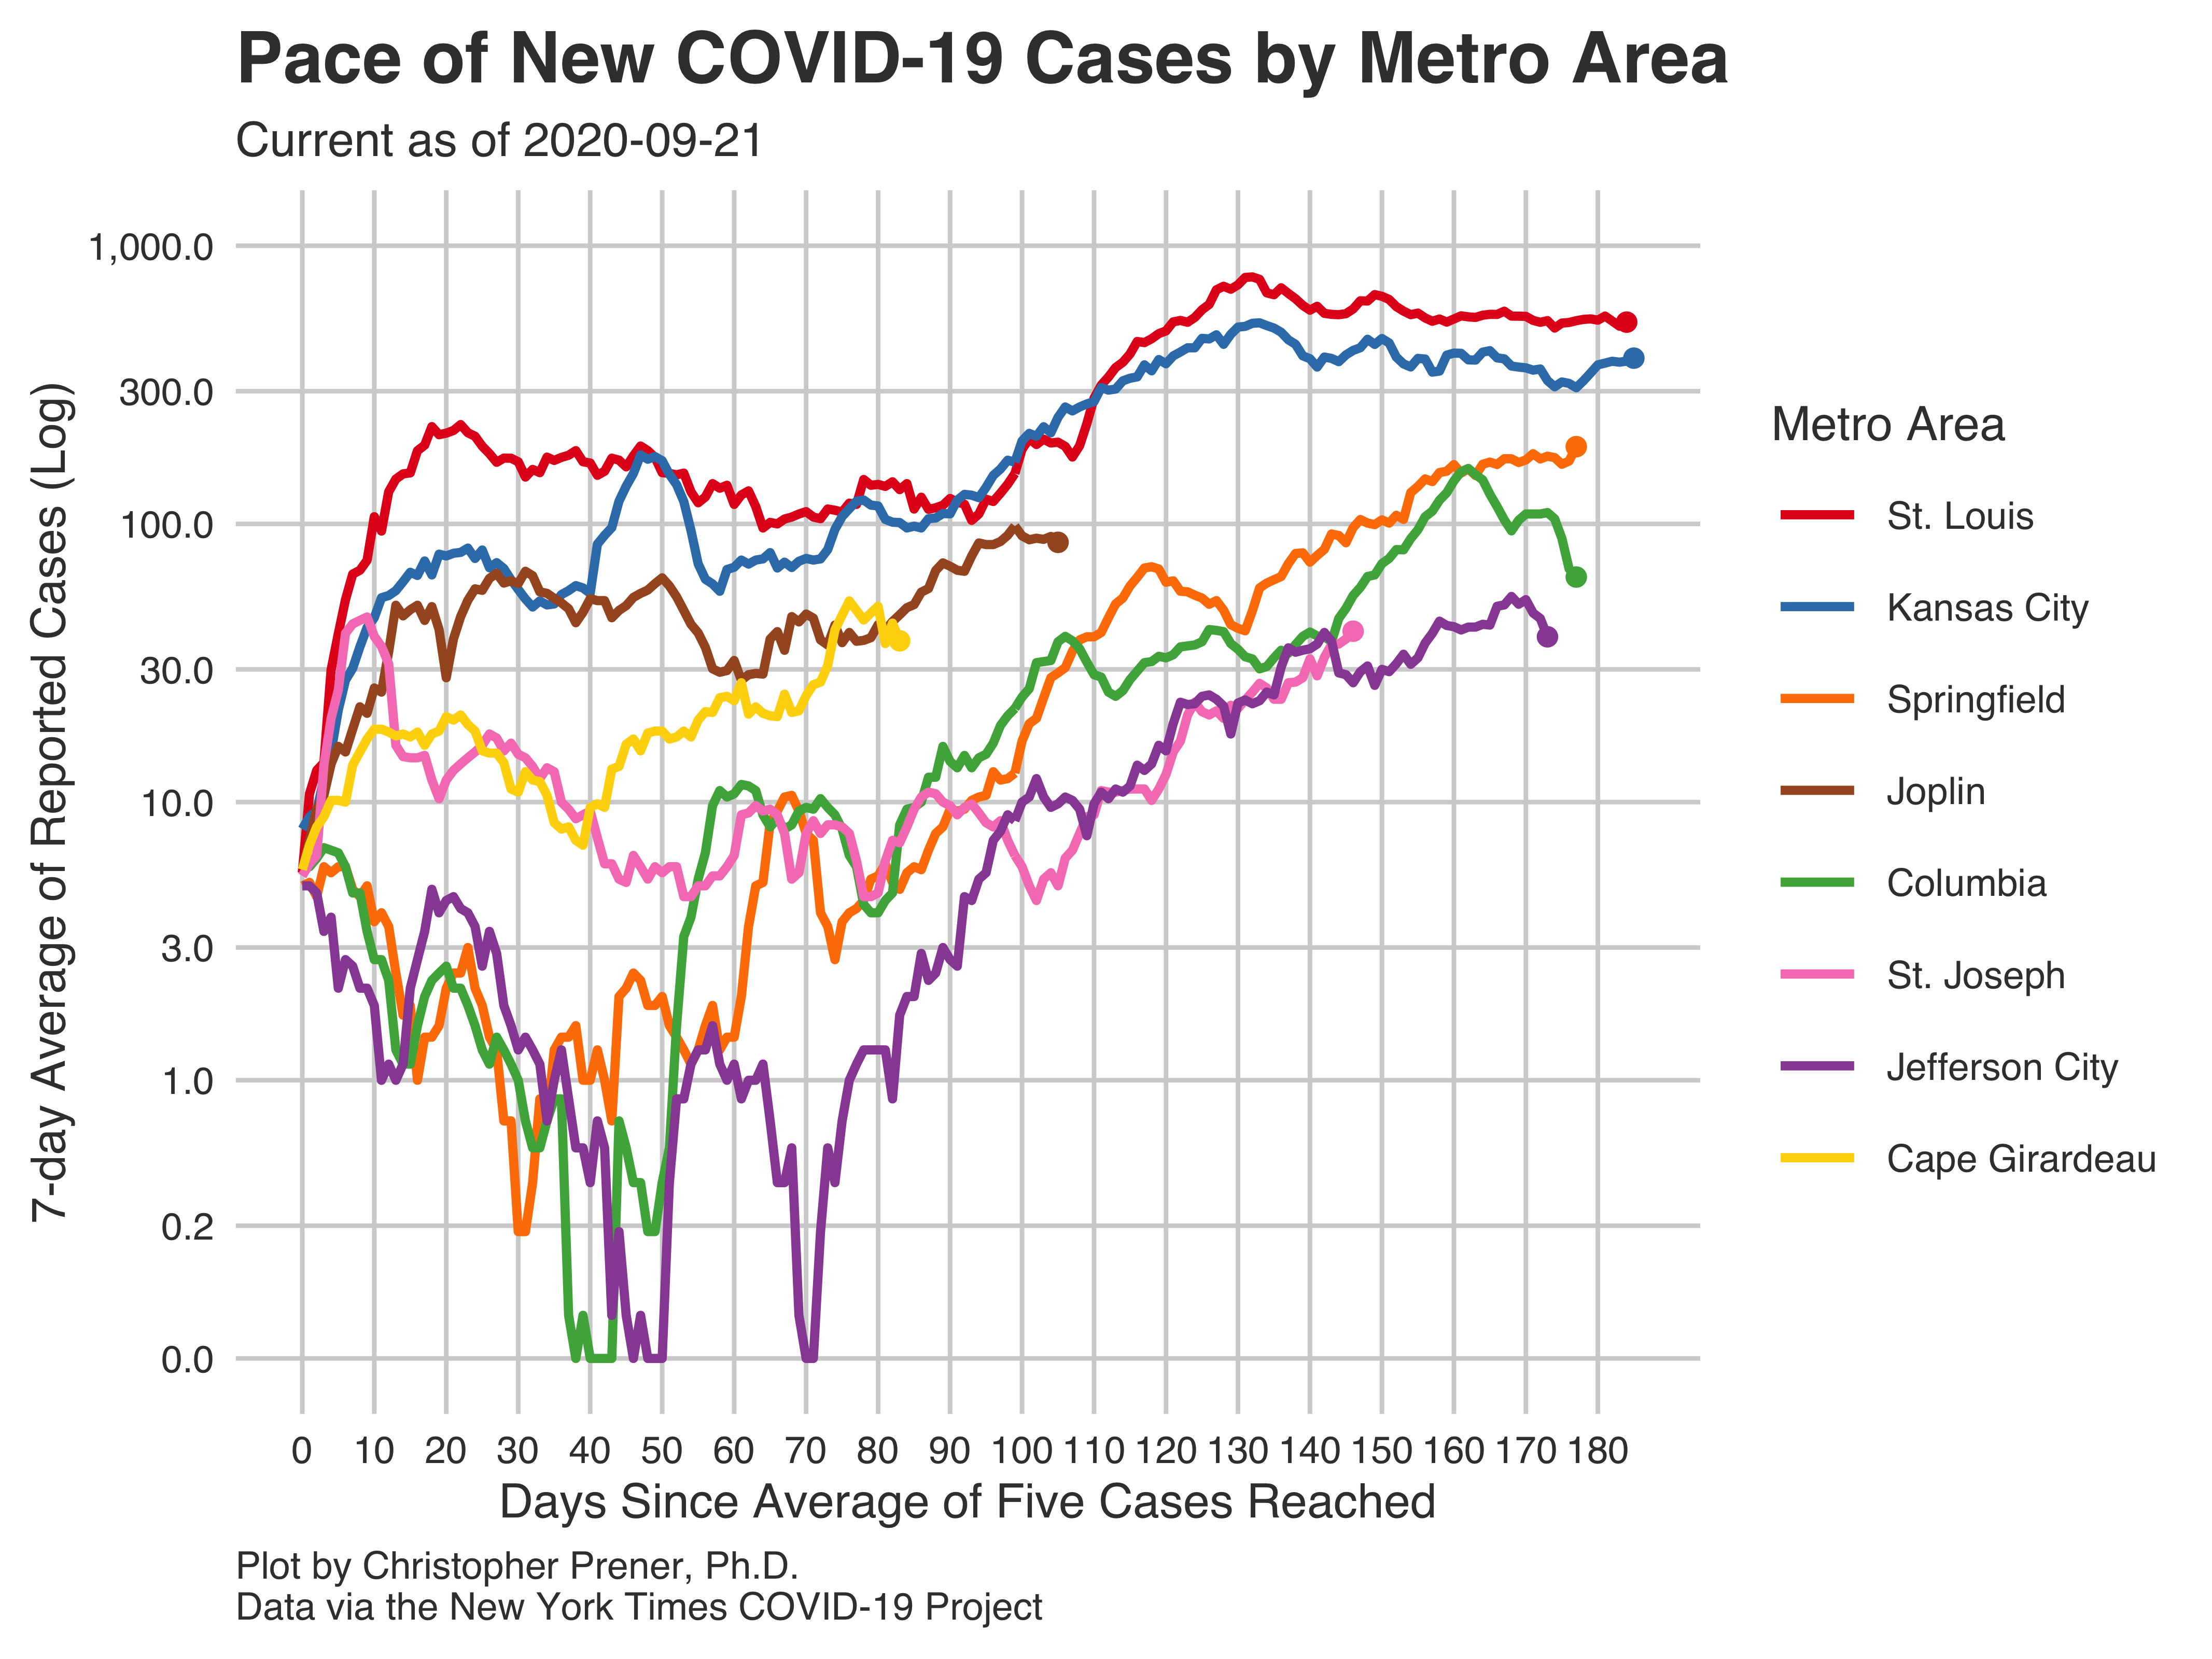 Pace of New COVID-19 Cases by Metro Area
Current as of 2020-09-21
7-day Average of Reported Cases (Log)
1,000.0
300.0
100.0
30.0
10.0
3.0
1.0
0.2
0.0
0 10 20 30 40 50 60 70 80 90 100 110 120 130 140 150 160 170 180
Days Since Average of Five Cases Reached
Metro Area
St. Louis
Kansas City
Springfield
Joplin
Columbia
St. Joseph
Jefferson City
Cape Girardeau
Plot by Christopher Prener, Ph.D.
Data via the New York Times COVID-19 Project